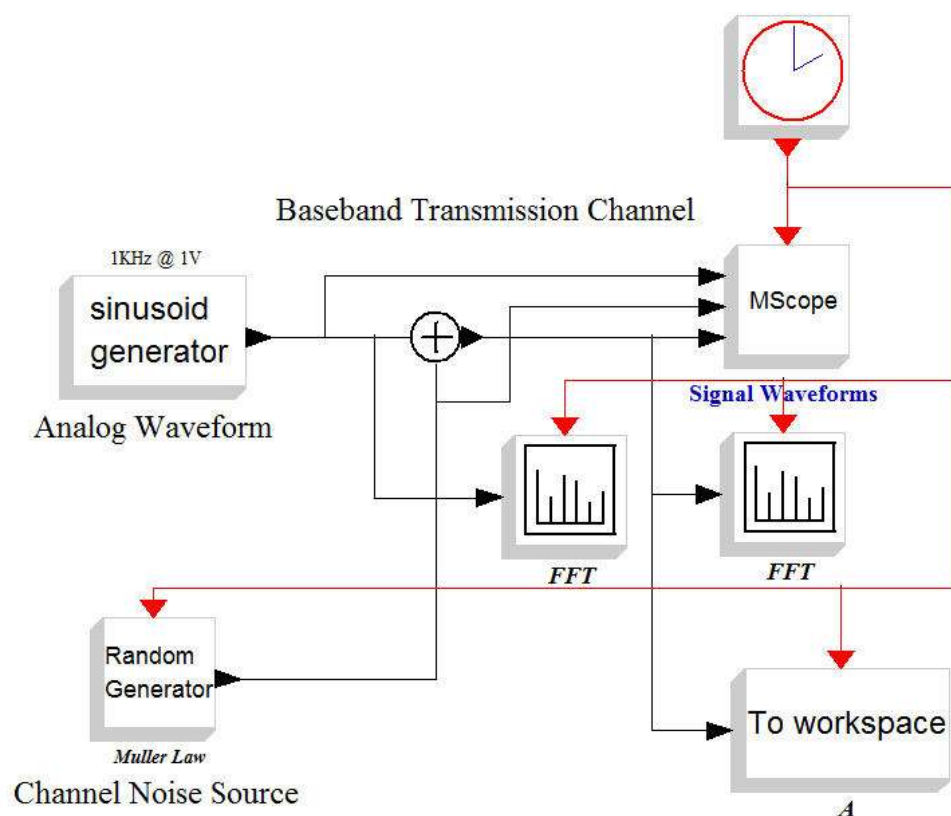 Baseband Transmission Channel
1KHz @ 1V
sinusoid
generator
Analog Waveform
MScope
Signal Waveforms
FFT
FFT
Random
Generator
Muller Law
Channel Noise Source
To workspace
A